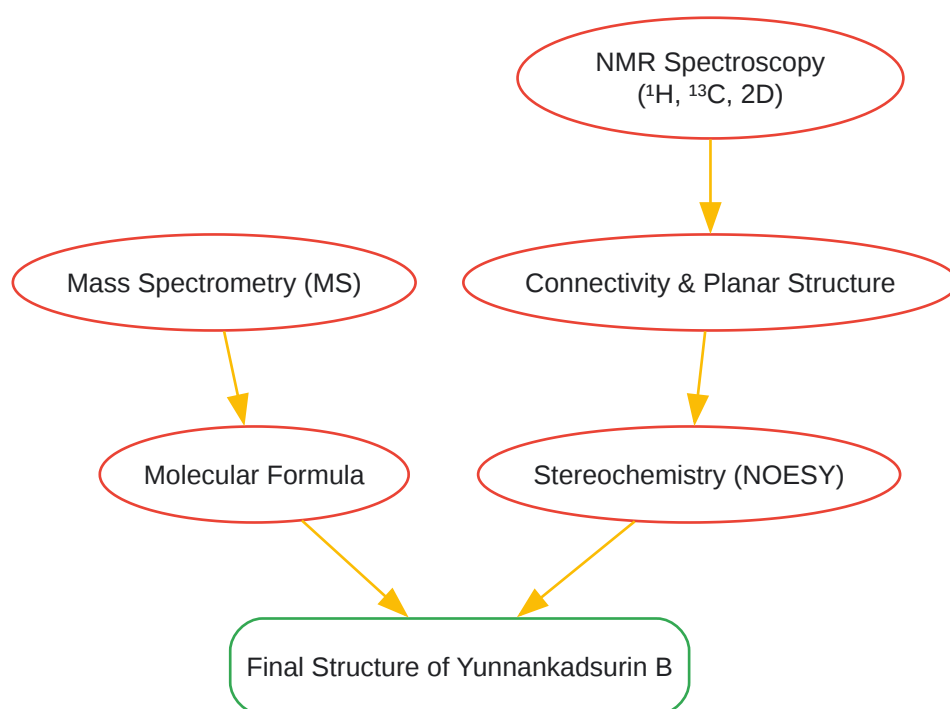 NMR Spectroscopy
(¹H, ¹³C, 2D)
Mass Spectrometry (MS)
Connectivity & Planar Structure
Molecular Formula
Stereochemistry (NOESY)
Final Structure of Yunnankadsurin B